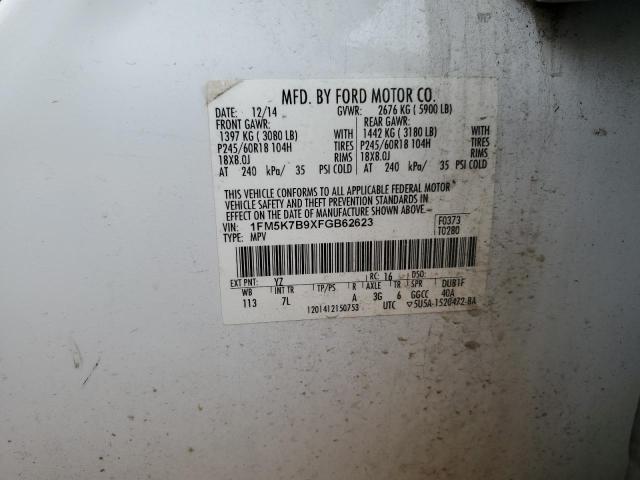 MFD. BY FORD MOTOR CO.
DATE: 12/14 GVWR: 2676 KG ( 5900 LB)
FRONT GAWR: REAR GAWR:
1397 KG ( 3080 LB) WITH 1442 KG ( 3180 LB) WITH
P245/60R18 104H TIRES P245/60R18 104H TIRES
18X8.0J RIMS 18X8.0J RIMS
AT 240 kPa/ 35 PSI COLD AT 240 kPa/ 35 PSI COLD
THIS VEHICLE CONFORMS TO ALL APPLICABLE FEDERAL MOTOR
VEHICLE SAFETY AND THEFT PREVENTION STANDARDS IN
EFFECT ON THE DATE OF MANUFACTURE SHOWN ABOVE.
VIN: 1FM5K7B9XFGB62623 F0373
TYPE: MPV T0280
EXT PNT: YZ RC: 16 DSO:
WB INT TR TP/PS R AXLE TR SPR DUB1F
113 7L A 3G 6 GGCC 40A
1201412150753 UTC ▽5U5A-1520472-BA